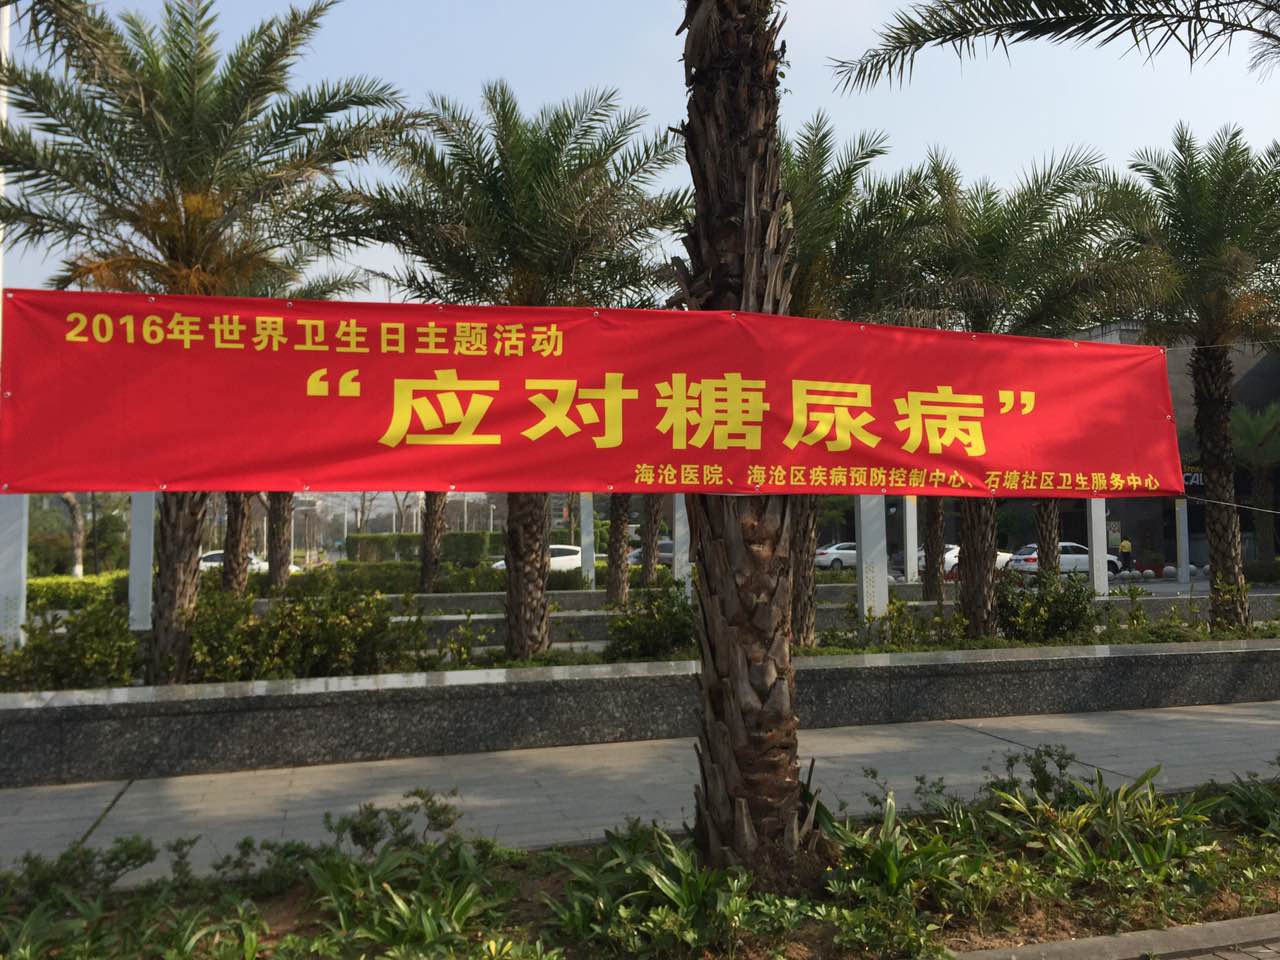 2016年世界卫生日主题活动
“应对糖尿病”
海沧医院、海沧区疾病预防控制中心、石塘社区卫生服务中心